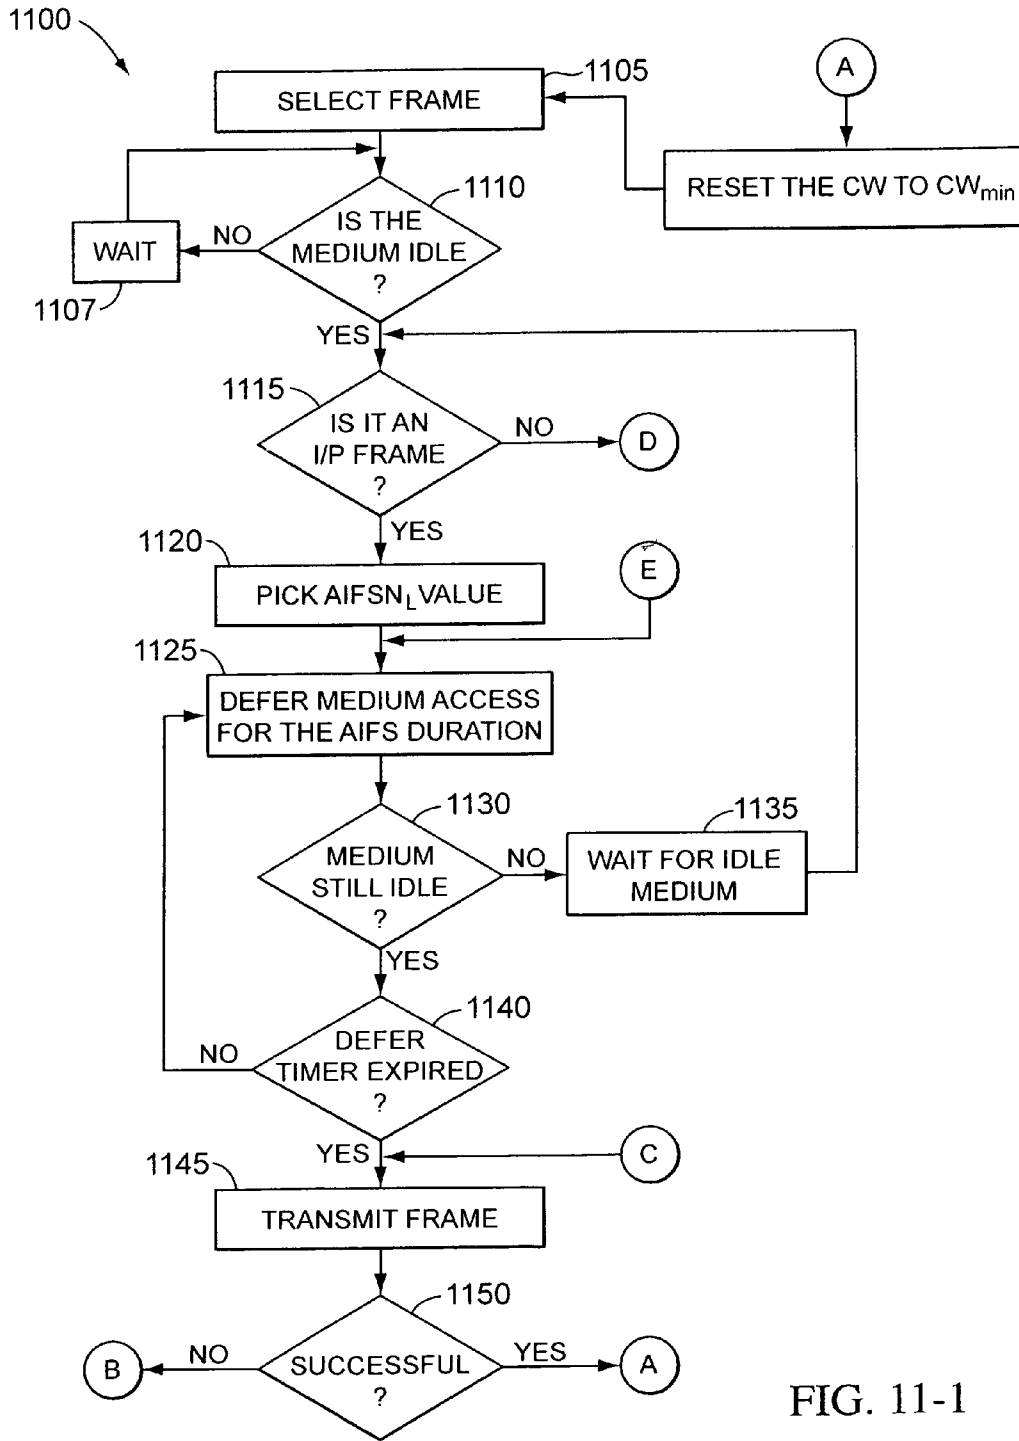 1100
1105
A
SELECT FRAME
RESET THE CW TO CWmin
1110
IS THE
MEDIUM IDLE
?
NO
WAIT
1107
YES
1115
IS IT AN
I/P FRAME
?
NO
D
YES
1120
E
PICK AIFSNL VALUE
1125
DEFER MEDIUM ACCESS
FOR THE AIFS DURATION
1130
1135
MEDIUM
STILL IDLE
?
NO
WAIT FOR IDLE
MEDIUM
YES
1140
DEFER
TIMER EXPIRED
?
NO
YES
C
1145
TRANSMIT FRAME
1150
SUCCESSFUL
?
NO
B
YES
A
FIG. 11-1